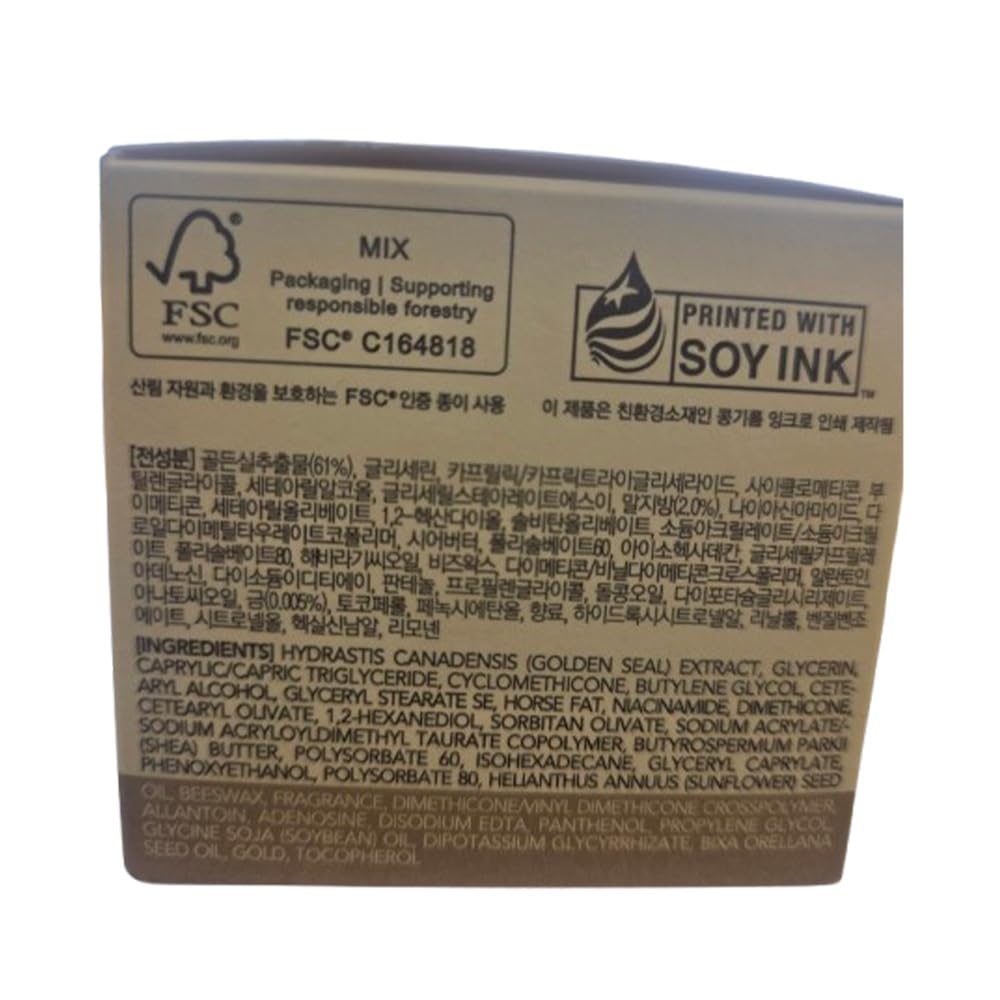 FSC®
www.fsc.org
MIX
Packaging | Supporting
responsible forestry
FSC® C164818
산림 자원과 환경을 보호하는 FSC® 인증 종이 사용
PRINTED WITH
SOY INK™
이 제품은 친환경소재인 콩기름 잉크로 인쇄 제작됨
[전성분] 골든실추출물(61%), 글리세린, 카프릴릭/카프릭트라이글리세라이드, 사이클로메티콘, 부
틸렌글라이콜, 세테아릴알코올, 글리세릴스테아레이트에스이, 말지방(2.0%), 나이아신아마이드, 다
이메티콘, 세테아릴올리베이트, 1,2-헥산다이올, 솔비탄올리베이트, 소듐아크릴레이트/소듐아크릴
로일다이메틸타우레이트코폴리머, 시어버터, 폴리솔베이트60, 아이소헥사데칸, 글리세릴카프릴레
이트, 폴리솔베이트80, 해바라기씨오일, 비즈왁스, 다이메티콘/비닐다이메티콘크로스폴리머, 알란토인,
아데노신, 다이소듐이디티에이, 판테놀, 프로필렌글라이콜, 돌콩오일, 다이포타슘글리시리제이트,
아나토씨오일, 금(0.005%), 토코페롤, 페녹시에탄올, 향료, 하이드록시시트로넬알, 리날룰, 벤질벤조
에이트, 시트로넬올, 헥실신남알, 리모넨
[INGREDIENTS] HYDRASTIS CANADENSIS (GOLDEN SEAL) EXTRACT, GLYCERIN,
CAPRYLIC/CAPRIC TRIGLYCERIDE, CYCLOMETHICONE, BUTYLENE GLYCOL, CETE-
ARYL ALCOHOL, GLYCERYL STEARATE SE, HORSE FAT, NIACINAMIDE, DIMETHICONE,
CETEARYL OLIVATE, 1,2-HEXANEDIOL, SORBITAN OLIVATE, SODIUM ACRYLATE/-
SODIUM ACRYLOYLDIMETHYL TAURATE COPOLYMER, BUTYROSPERMUM PARKII
(SHEA) BUTTER, POLYSORBATE 60, ISOHEXADECANE, GLYCERYL CAPRYLATE,
PHENOXYETHANOL, POLYSORBATE 80, HELIANTHUS ANNUUS (SUNFLOWER) SEED
OIL, BEESWAX, FRAGRANCE, DIMETHICONE/VINYL DIMETHICONE CROSSPOLYMER,
ALLANTOIN, ADENOSINE, DISODIUM EDTA, PANTHENOL, PROPYLENE GLYCOL,
GLYCINE SOJA (SOYBEAN) OIL, DIPOTASSIUM GLYCYRRHIZATE, BIXA ORELLANA
SEED OIL, GOLD, TOCOPHEROL